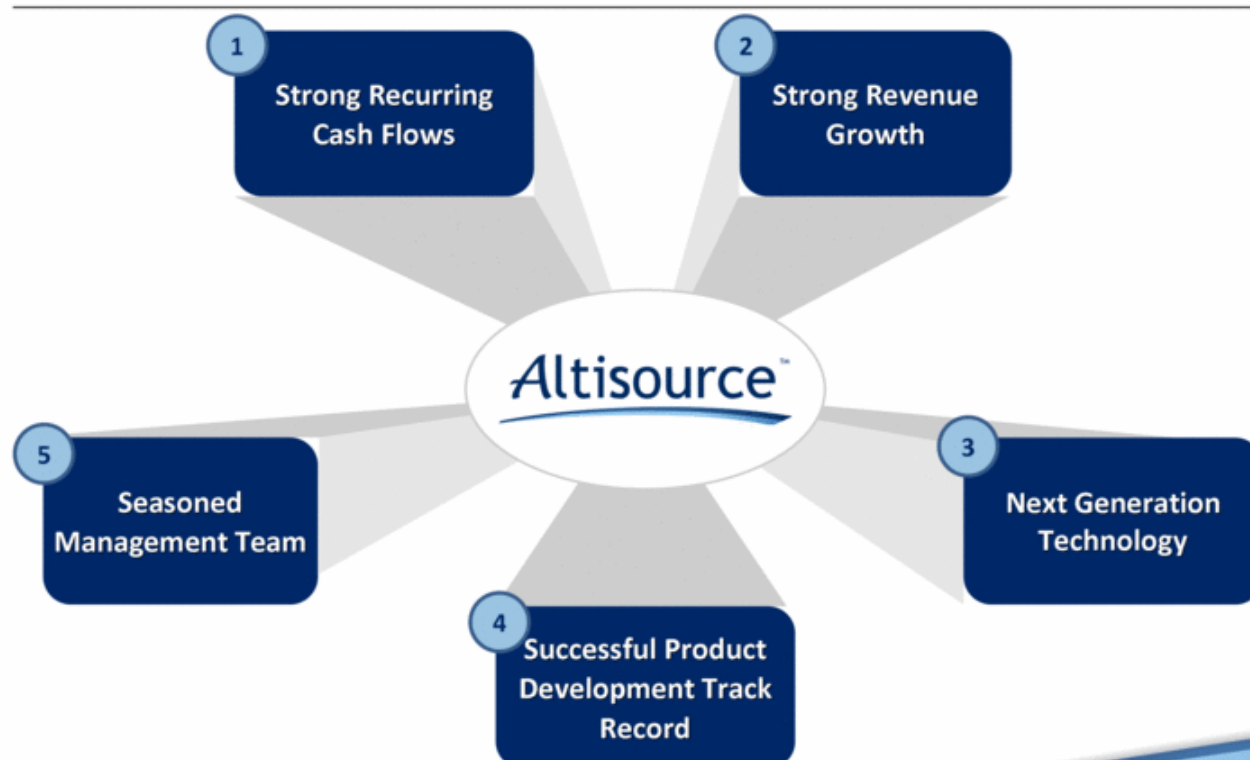 1
Strong Recurring
Cash Flows
2
Strong Revenue
Growth
Altisource™
5
Seasoned
Management Team
3
Next Generation
Technology
4
Successful Product
Development Track
Record